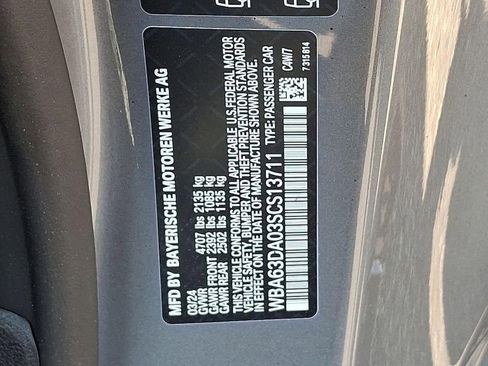 MFD BY BAYERISCHE MOTOREN WERKE AG
03/24
GVWR 4707 lbs 2135 kg
GAWR FRONT 2392 lbs 1085 kg
GAWR REAR 2502 lbs 1135 kg
THIS VEHICLE CONFORMS TO ALL APPLICABLE U.S. FEDERAL MOTOR
VEHICLE SAFETY, BUMPER AND THEFT PREVENTION STANDARDS
IN EFFECT ON THE DATE OF MANUFACTURE SHOWN ABOVE.
WBA63DA03SCS13711 TYPE: PASSENGER CAR
C4W/7
7315814